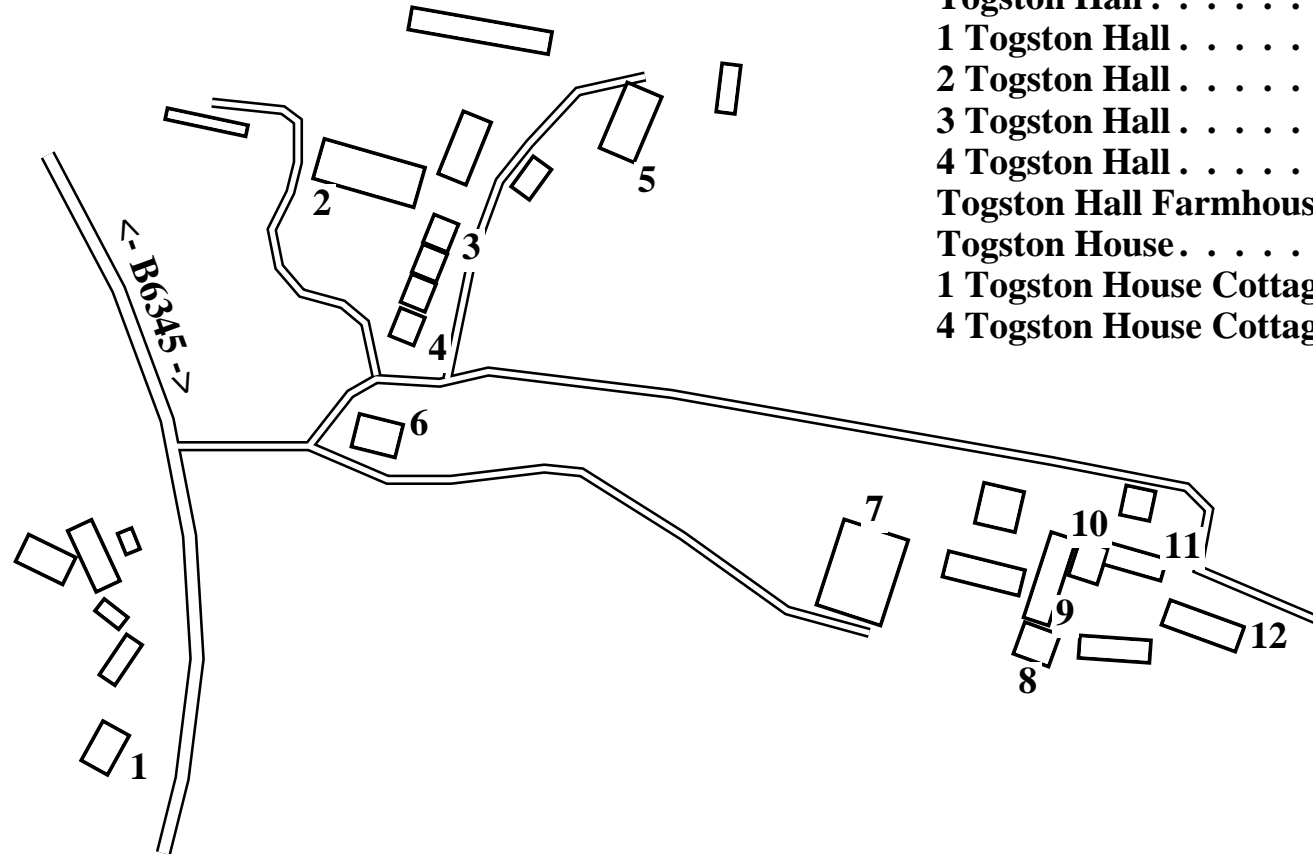 Togston Hall . . . . . .
1 Togston Hall . . . . .
2 Togston Hall . . . . .
3 Togston Hall . . . . .
4 Togston Hall . . . . .
Togston Hall Farmhous
Togston House . . . . .
1 Togston House Cottag
4 Togston House Cottag
<- B6345 ->
2
5
3
4
6
7
10
11
9
12
8
1